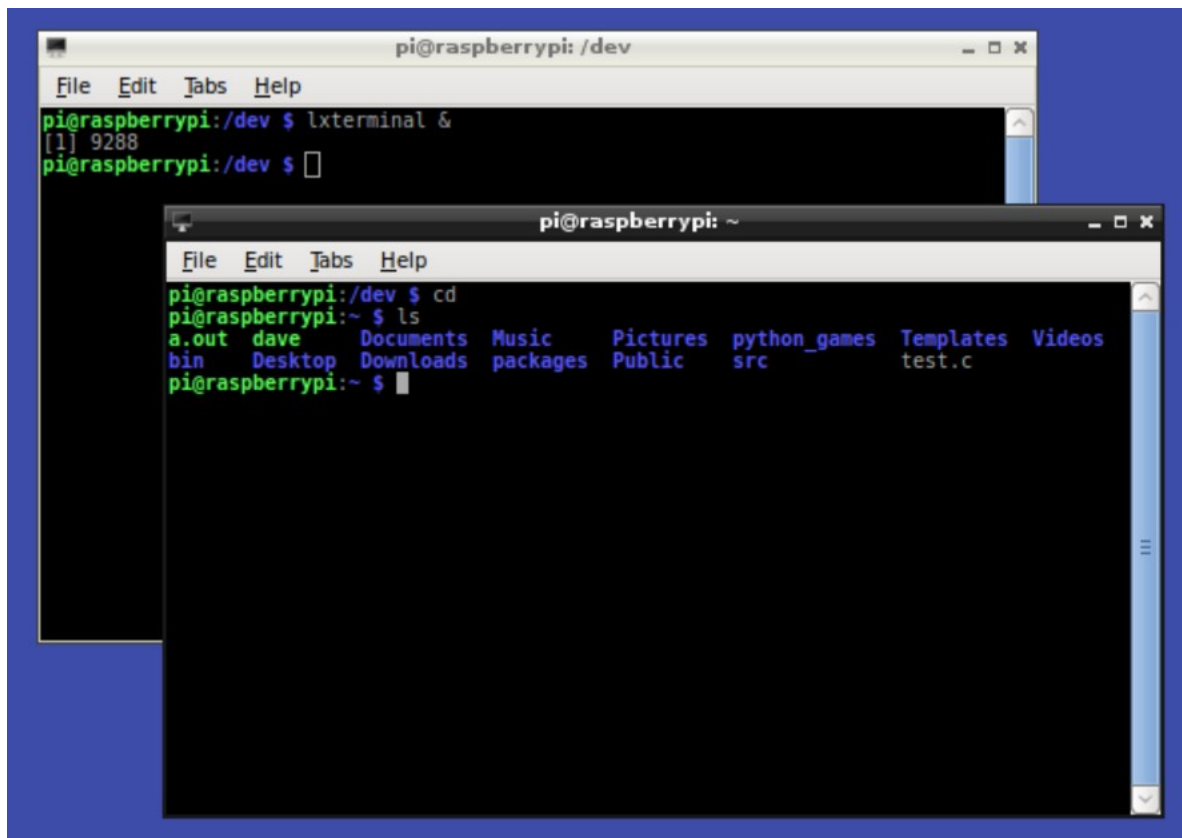 pi@raspberrypi: /dev
File Edit Tabs Help
pi@raspberrypi:/dev $ lxterminal &
[1] 9288
pi@raspberrypi:/dev $
pi@raspberrypi: ~
File Edit Tabs Help
pi@raspberrypi:/dev $ cd
pi@raspberrypi:~ $ ls
a.out dave Documents Music Pictures python_games Templates Videos
bin Desktop Downloads packages Public src test.c
pi@raspberrypi:~ $